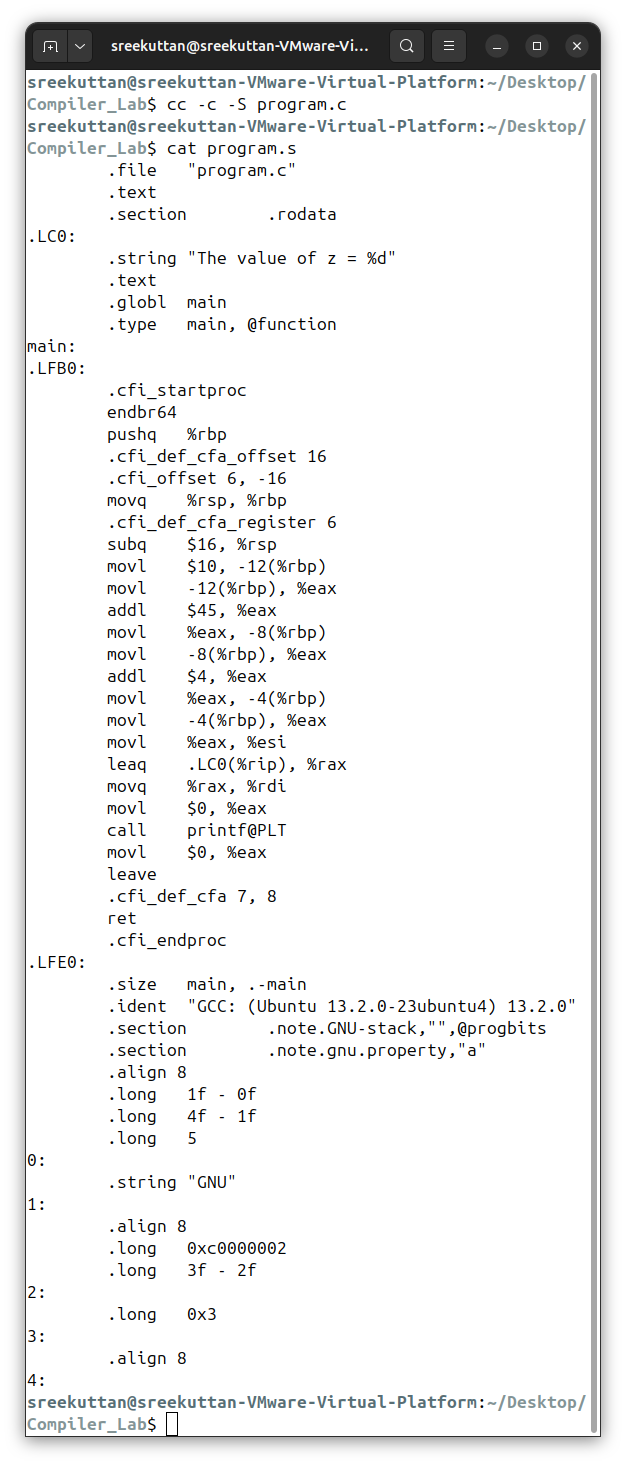 sreekuttan@sreekuttan-VMware-Vi...
sreekuttan@sreekuttan-VMware-Virtual-Platform:~/Desktop/
Compiler_Lab$ cc -c -S program.c
sreekuttan@sreekuttan-VMware-Virtual-Platform:~/Desktop/
Compiler_Lab$ cat program.s
        .file   "program.c"
        .text
        .section        .rodata
.LC0:
        .string "The value of z = %d"
        .text
        .globl  main
        .type   main, @function
main:
.LFB0:
        .cfi_startproc
        endbr64
        pushq   %rbp
        .cfi_def_cfa_offset 16
        .cfi_offset 6, -16
        movq    %rsp, %rbp
        .cfi_def_cfa_register 6
        subq    $16, %rsp
        movl    $10, -12(%rbp)
        movl    -12(%rbp), %eax
        addl    $45, %eax
        movl    %eax, -8(%rbp)
        movl    -8(%rbp), %eax
        addl    $4, %eax
        movl    %eax, -4(%rbp)
        movl    -4(%rbp), %eax
        movl    %eax, %esi
        leaq    .LC0(%rip), %rax
        movq    %rax, %rdi
        movl    $0, %eax
        call    printf@PLT
        movl    $0, %eax
        leave
        .cfi_def_cfa 7, 8
        ret
        .cfi_endproc
.LFE0:
        .size   main, .-main
        .ident  "GCC: (Ubuntu 13.2.0-23ubuntu4) 13.2.0"
        .section        .note.GNU-stack,"",@progbits
        .section        .note.gnu.property,"a"
        .align 8
        .long   1f - 0f
        .long   4f - 1f
        .long   5
0:
        .string "GNU"
1:
        .align 8
        .long   0xc0000002
        .long   3f - 2f
2:
        .long   0x3
3:
        .align 8
4:
sreekuttan@sreekuttan-VMware-Virtual-Platform:~/Desktop/
Compiler_Lab$